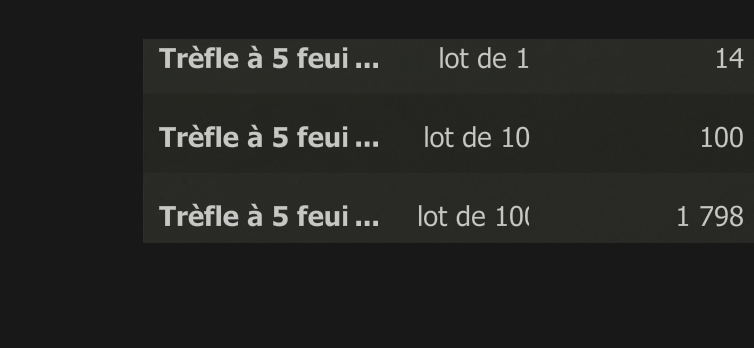 Trèfle à 5 feui ... lot de 1 14
Trèfle à 5 feui ... lot de 10 100
Trèfle à 5 feui ... lot de 100 1 798